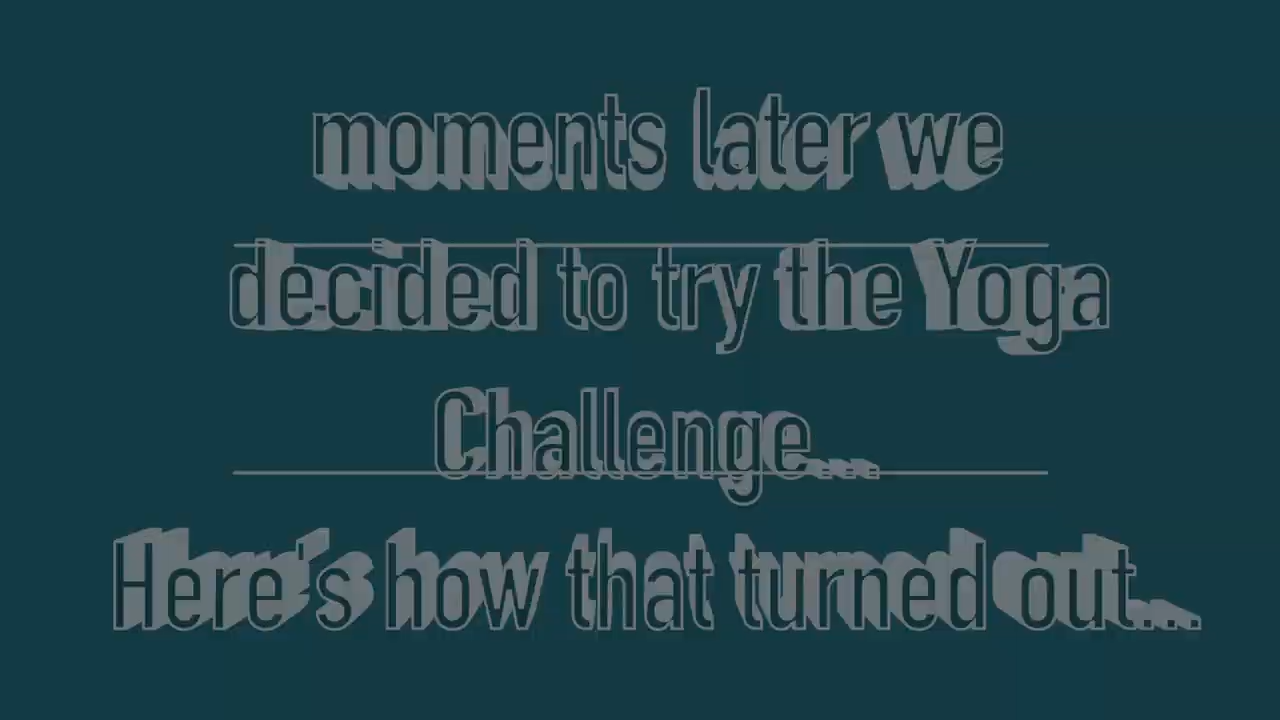 moments later we
decided to try the Yoga
Challenge...
Here's how that turned out...